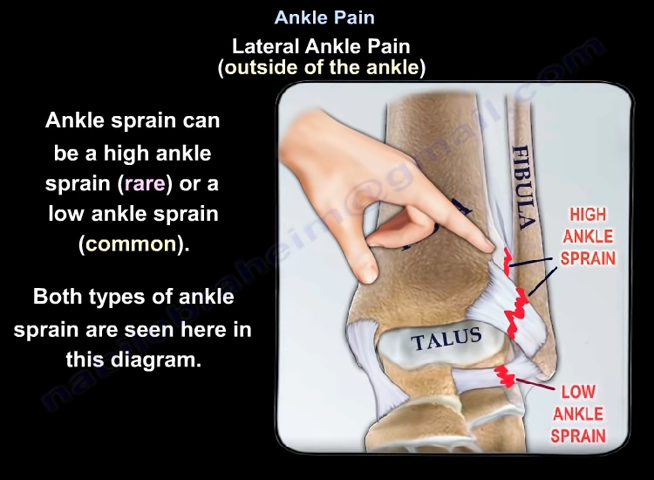 Ankle Pain
Lateral Ankle Pain
(outside of the ankle)
Ankle sprain can
be a high ankle
sprain (rare) or a
low ankle sprain
(common).
Both types of ankle
sprain are seen here in
this diagram.
FIBULA
HIGH
ANKLE
SPRAIN
TALUS
LOW
ANKLE
SPRAIN